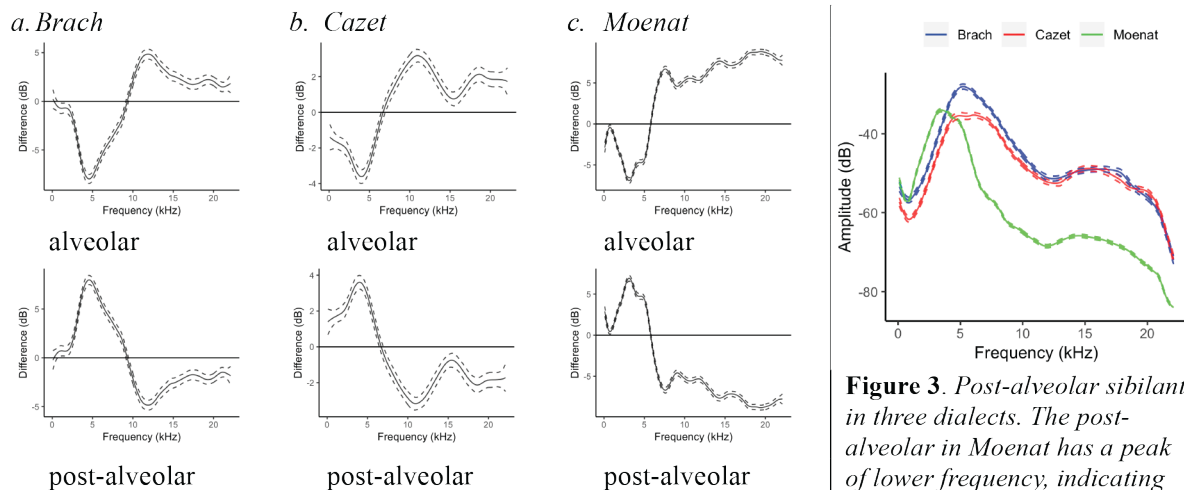 a. Brach
b. Cazet
c. Moenat
5
0
-5
Difference (dB)
0 5 10 15 20
Frequency (kHz)
alveolar
4
2
0
-2
-4
Difference (dB)
0 5 10 15 20
Frequency (kHz)
alveolar
5
0
-5
Difference (dB)
0 5 10 15 20
Frequency (kHz)
alveolar
5
0
-5
Difference (dB)
0 5 10 15 20
Frequency (kHz)
post-alveolar
4
2
0
-2
Difference (dB)
0 5 10 15 20
Frequency (kHz)
post-alveolar
5
0
-5
Difference (dB)
0 5 10 15 20
Frequency (kHz)
post-alveolar
Brach Cazet Moenat
-40
-60
-80
Amplitude (dB)
0 5 10 15 20
Frequency (kHz)
Figure 3. Post-alveolar sibilant
in three dialects. The post-
alveolar in Moenat has a peak
of lower frequency, indicating